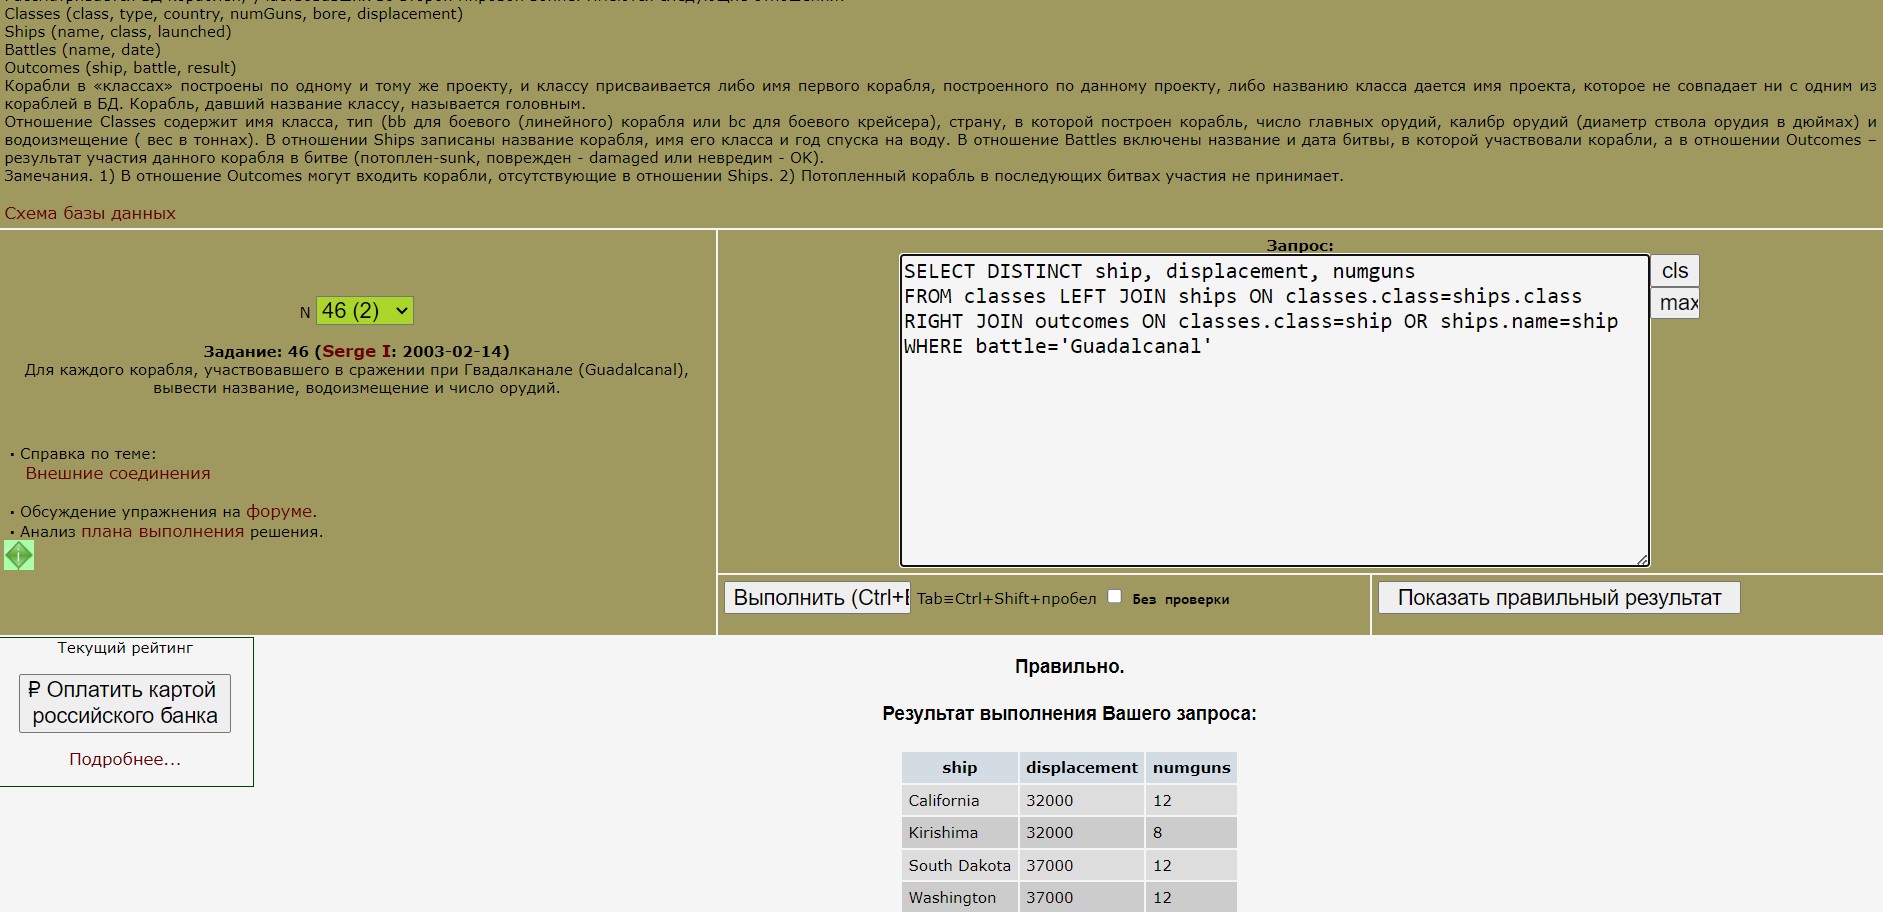 Classes (class, type, country, numGuns, bore, displacement)
Ships (name, class, launched)
Battles (name, date)
Outcomes (ship, battle, result)
Корабли в «классах» построены по одному и тому же проекту, и классу присваивается либо имя первого корабля, построенного по данному проекту, либо названию класса дается имя проекта, которое не совпадает ни с одним из
кораблей в БД. Корабль, давший название классу, называется головным.
Отношение Classes содержит имя класса, тип (bb для боевого (линейного) корабля или bc для боевого крейсера), страну, в которой построен корабль, число главных орудий, калибр орудий (диаметр ствола орудия в дюймах) и
водоизмещение ( вес в тоннах). В отношении Ships записаны название корабля, имя его класса и год спуска на воду. В отношение Battles включены название и дата битвы, в которой участвовали корабли, а в отношении Outcomes –
результат участия данного корабля в битве (потоплен-sunk, поврежден - damaged или невредим - OK).
Замечания. 1) В отношение Outcomes могут входить корабли, отсутствующие в отношении Ships. 2) Потопленный корабль в последующих битвах участия не принимает.
Схема базы данных
N 46 (2)
Задание: 46 (Serge I: 2003-02-14)
Для каждого корабля, участвовавшего в сражении при Гвадалканале (Guadalcanal),
вывести название, водоизмещение и число орудий.
· Справка по теме:
Внешние соединения
· Обсуждение упражнения на форуме.
· Анализ плана выполнения решения.
Запрос:
SELECT DISTINCT ship, displacement, numguns
FROM classes LEFT JOIN ships ON classes.class=ships.class
RIGHT JOIN outcomes ON classes.class=ship OR ships.name=ship
WHERE battle='Guadalcanal'
cls
max
Выполнить (Ctrl+E Tab≡Ctrl+Shift+пробел Без проверки
Показать правильный результат
Текущий рейтинг
₽ Оплатить картой
российского банка
Подробнее...
Правильно.
Результат выполнения Вашего запроса:
ship displacement numguns
California 32000 12
Kirishima 32000 8
South Dakota 37000 12
Washington 37000 12